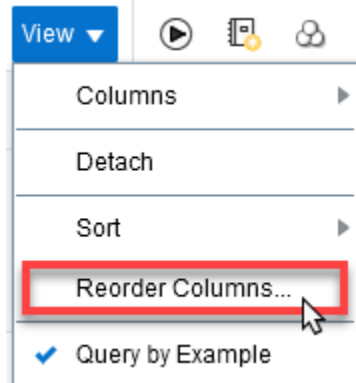 View
Columns
Detach
Sort
Reorder Columns...
Query by Example